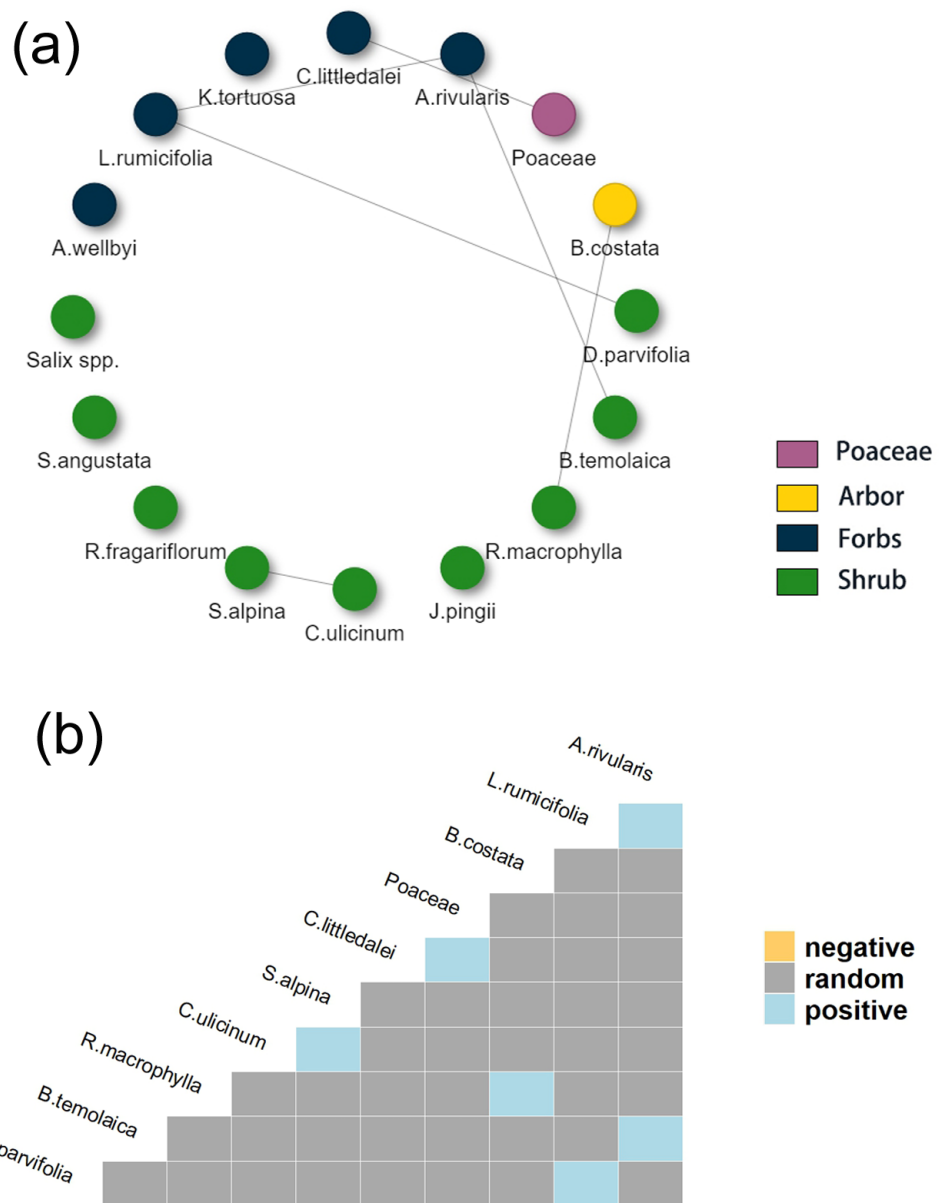 (a)
C.littledalei
K.tortuosa
A.rivularis
L.rumicifolia
Poaceae
A.wellbyi
B.costata
Salix spp.
D.parvifolia
S.angustata
B.temolaica
R.fragariflorum
R.macrophylla
S.alpina
C.ulicinum
J.pingii
Poaceae
Arbor
Forbs
Shrub
(b)
A.rivularis
L.rumicifolia
B.costata
Poaceae
C.littledalei
S.alpina
C.ulicinum
R.macrophylla
B.temolaica
parvifolia
negative
random
positive